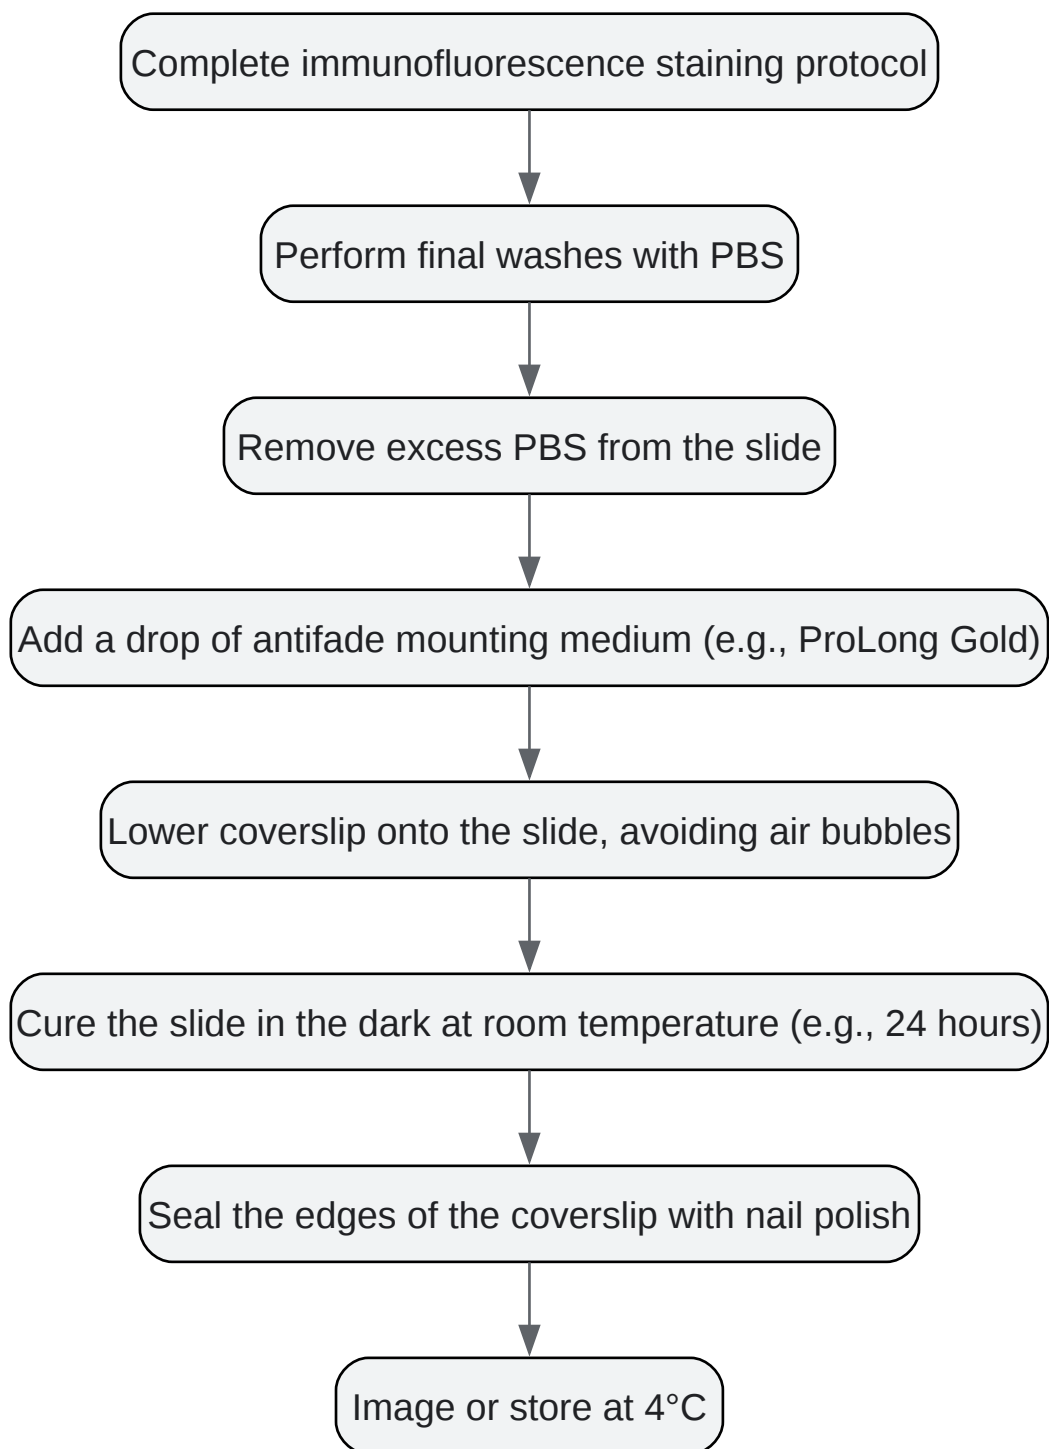 Complete immunofluorescence staining protocol
Perform final washes with PBS
Remove excess PBS from the slide
Add a drop of antifade mounting medium (e.g., ProLong Gold)
Lower coverslip onto the slide, avoiding air bubbles
Cure the slide in the dark at room temperature (e.g., 24 hours)
Seal the edges of the coverslip with nail polish
Image or store at 4°C